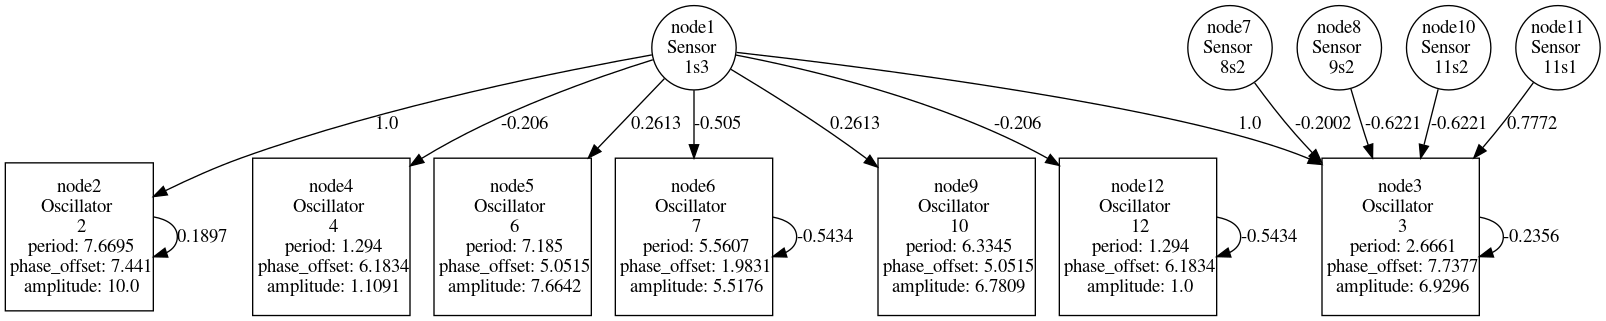 node1
Sensor
1s3
node7
Sensor
8s2
node8
Sensor
9s2
node10
Sensor
11s2
node11
Sensor
11s1
1.0
-0.206
0.2613
-0.505
0.2613
-0.206
1.0
-0.2002
-0.6221
-0.6221
0.7772
node2
Oscillator
2
period: 7.6695
phase_offset: 7.441
amplitude: 10.0
0.1897
node4
Oscillator
4
period: 1.294
phase_offset: 6.1834
amplitude: 1.1091
node5
Oscillator
6
period: 7.185
phase_offset: 5.0515
amplitude: 7.6642
node6
Oscillator
7
period: 5.5607
phase_offset: 1.9831
amplitude: 5.5176
-0.5434
node9
Oscillator
10
period: 6.3345
phase_offset: 5.0515
amplitude: 6.7809
node12
Oscillator
12
period: 1.294
phase_offset: 6.1834
amplitude: 1.0
-0.5434
node3
Oscillator
3
period: 2.6661
phase_offset: 7.7377
amplitude: 6.9296
-0.2356